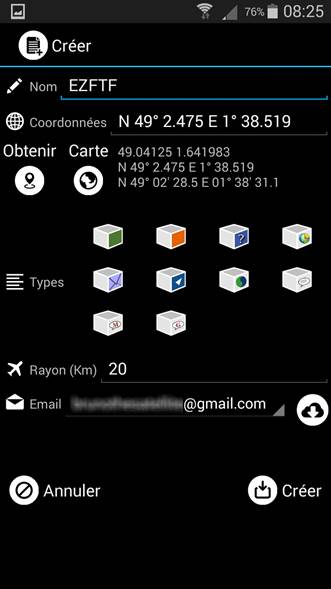 76% 08:25
Créer
Nom EZFTF
Coordonnées N 49° 2.475 E 1° 38.519
Obtenir Carte 49.04125 1.641983
N 49° 2.475 E 1° 38.519
N 49° 02' 28.5 E 01° 38' 31.1
Types
Rayon (Km) 20
Email @gmail.com
Annuler Créer